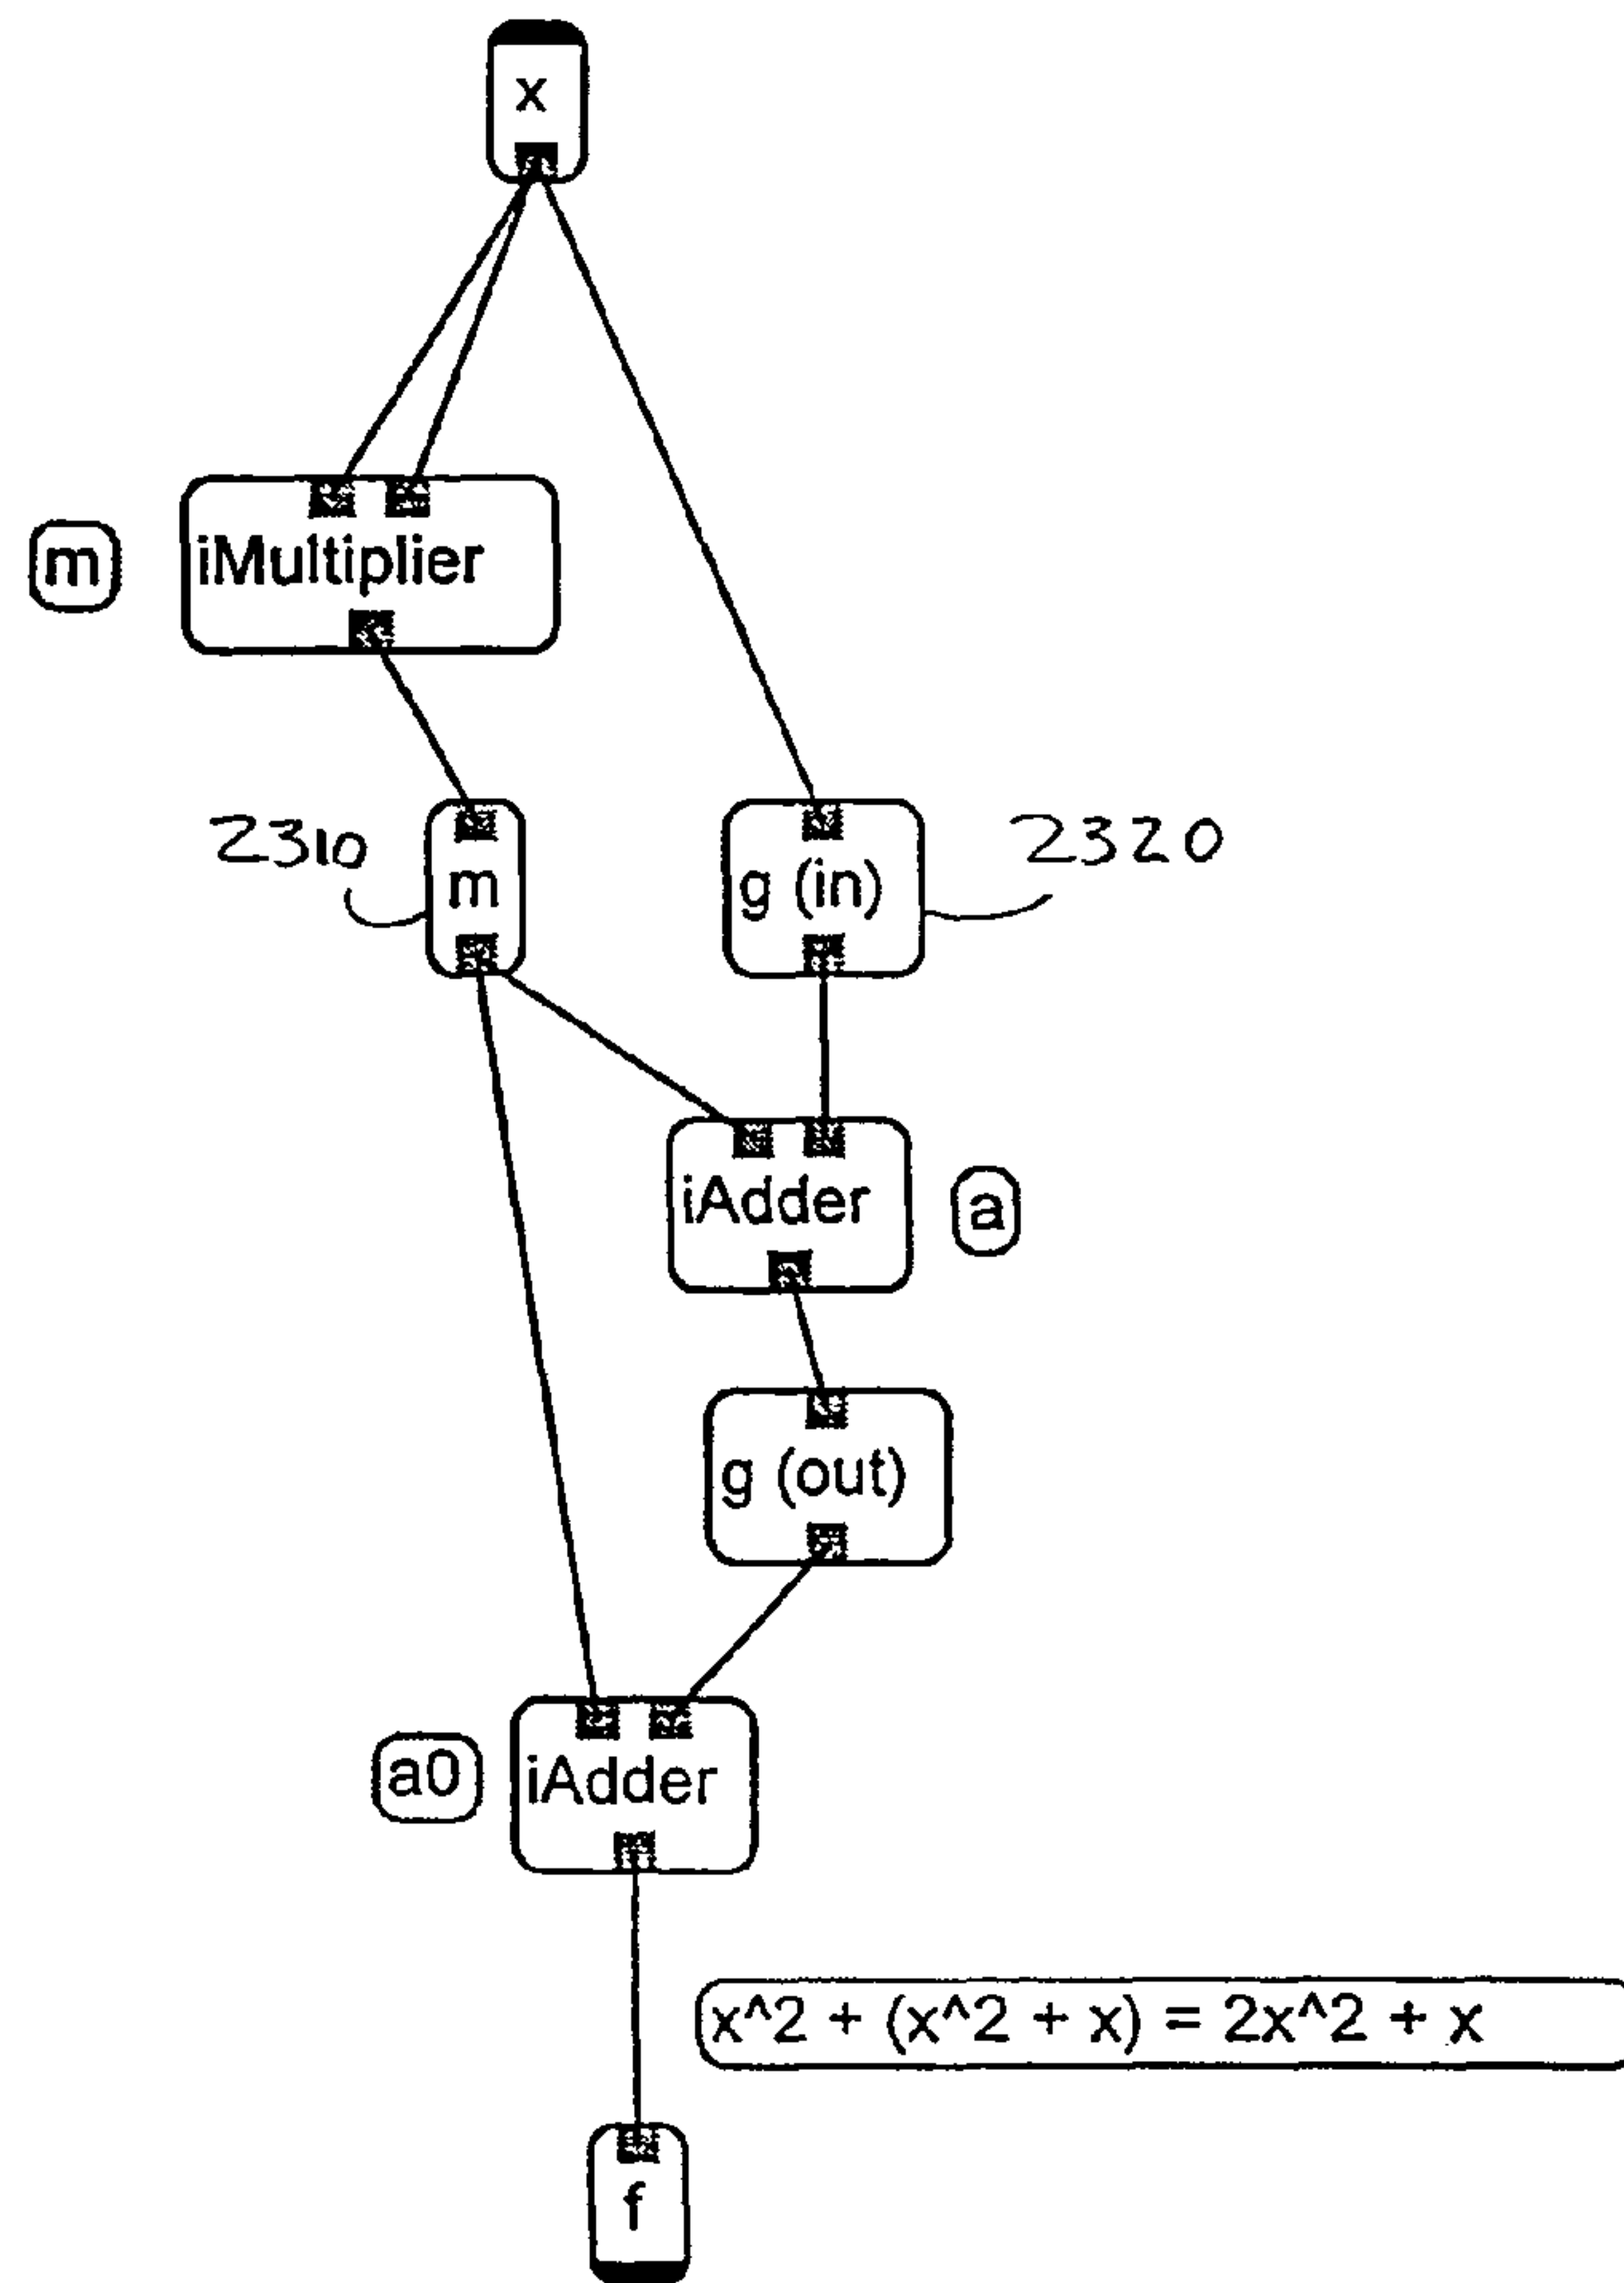 x
m
iMultiplier
2310
m
g (in)
2320
iAdder
a
g (out)
a0
iAdder
x^2 + (x^2 + x) = 2x^2 + x
f